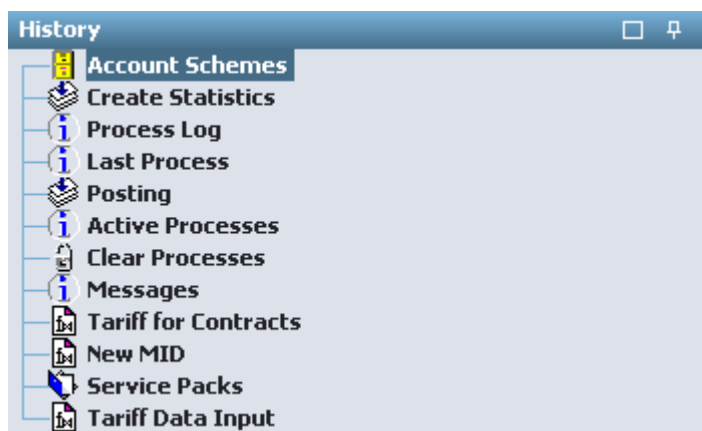 History
Account Schemes
Create Statistics
Process Log
Last Process
Posting
Active Processes
Clear Processes
Messages
Tariff for Contracts
New MID
Service Packs
Tariff Data Input